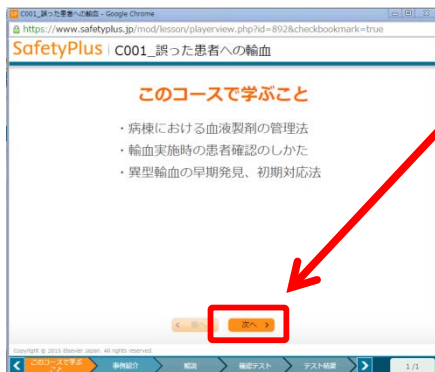 C001_誤った患者への輸血 - Google Chrome
https://www.safetyplus.jp/mod/lesson/playerview.php?id=892&checkbookmark=true
SafetyPlus C001_誤った患者への輸血
このコースで学ぶこと
・病棟における血液製剤の管理法
・輸血実施時の患者確認のしかた
・異型輸血の早期発見、初期対応法
次へ
Copyright © 2015 Elsevier Japan. All rights reserved.
このコースで学ぶ
こと
事例紹介
解説
確認テスト
テスト結果
1 /1